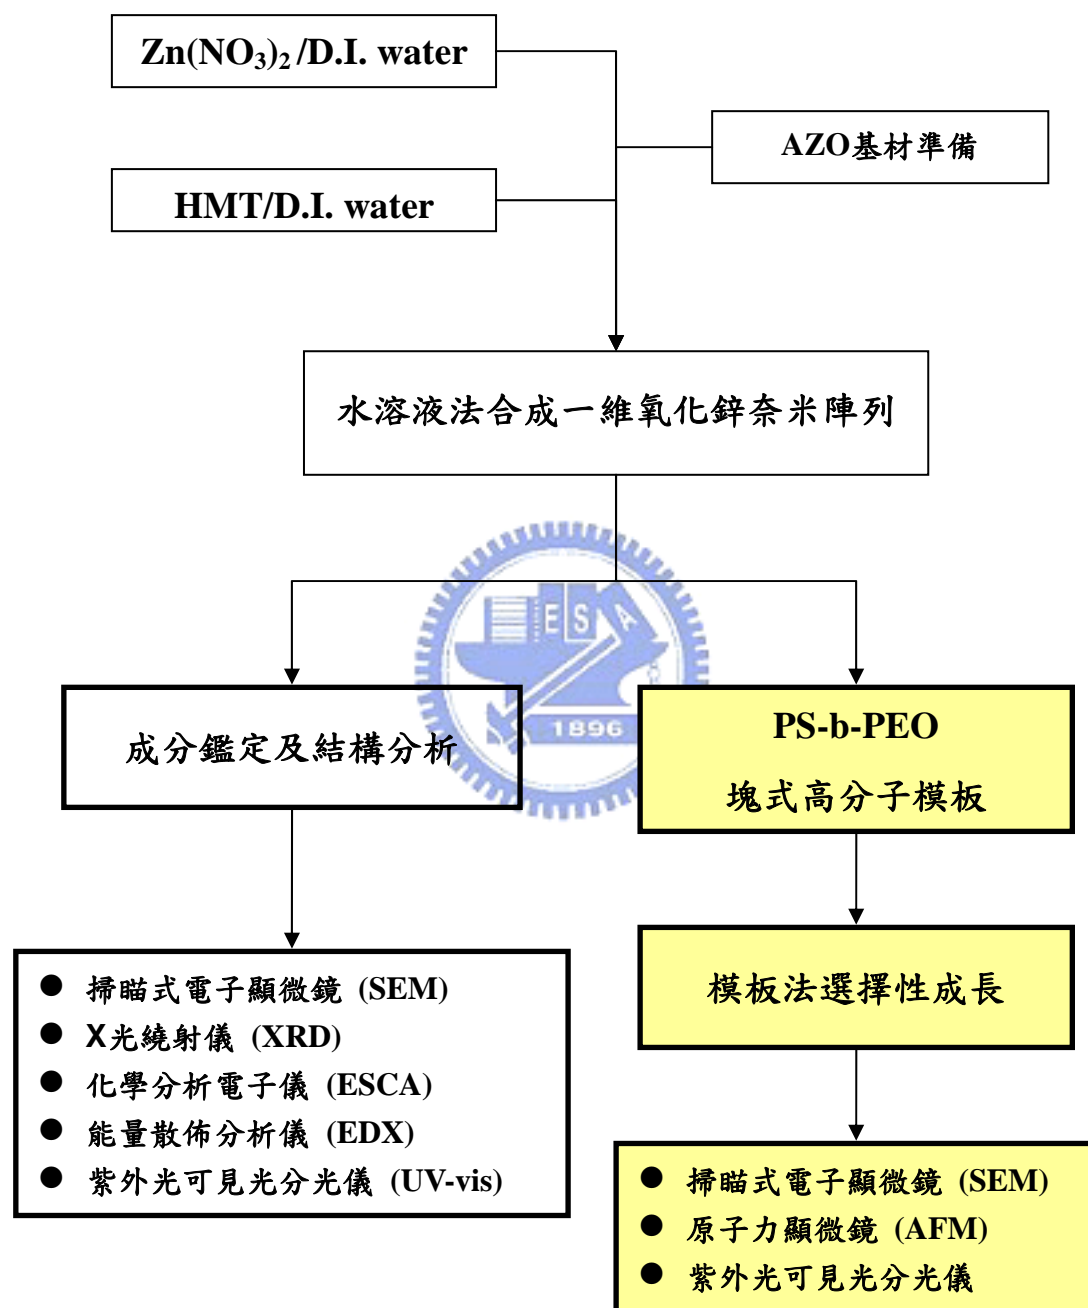 Zn(NO₃)₂ /D.I. water
AZO基材準備
HMT/D.I. water
水溶液法合成一維氧化鋅奈米陣列
E S A
1896
成分鑑定及結構分析
PS-b-PEO
塊式高分子模板
模板法選擇性成長
● 掃瞄式電子顯微鏡 (SEM)
● X光繞射儀 (XRD)
● 化學分析電子儀 (ESCA)
● 能量散佈分析儀 (EDX)
● 紫外光可見光分光儀 (UV-vis)
● 掃瞄式電子顯微鏡 (SEM)
● 原子力顯微鏡 (AFM)
● 紫外光可見光分光儀